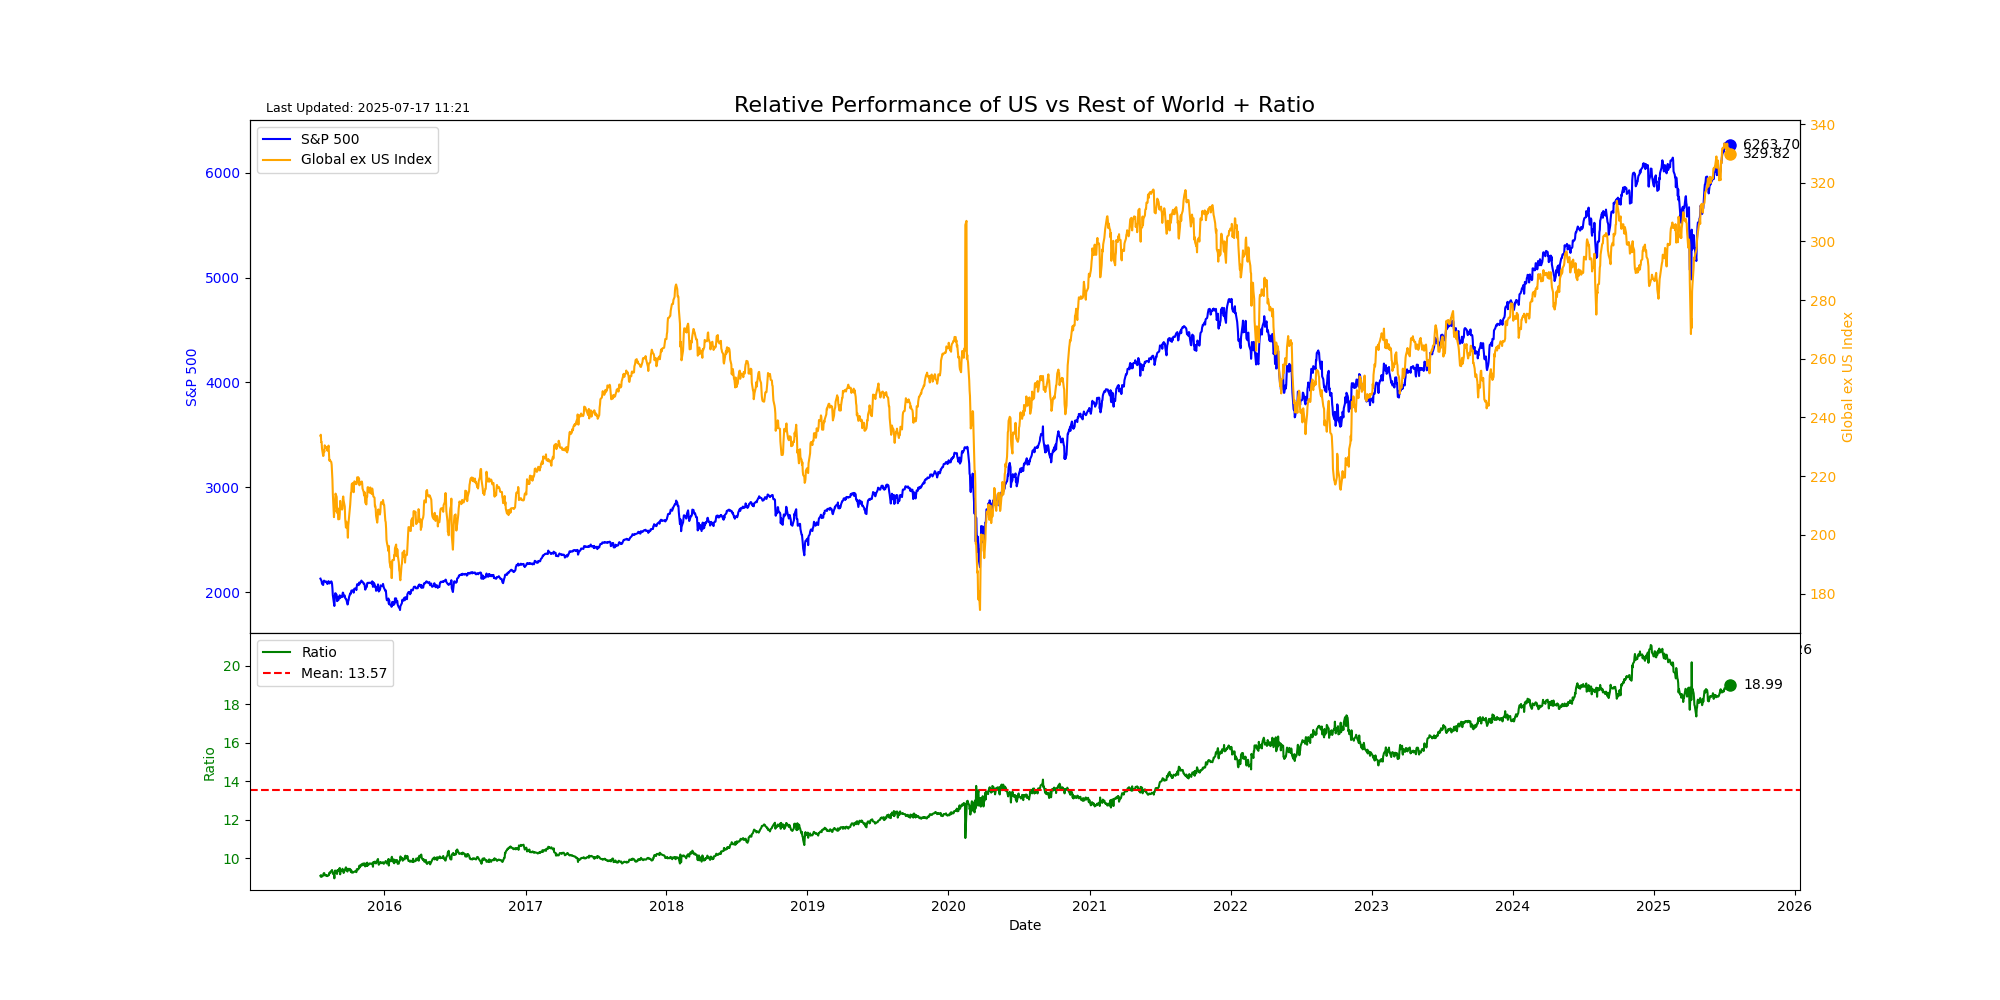 Relative Performance of US vs Rest of World + Ratio
Last Updated: 2025-07-17 11:21
S&P 500
Global ex US Index
6263.70
329.82
6000
5000
4000
3000
2000
S&P 500
340
320
300
280
260
240
220
200
180
Global ex US Index
26
Ratio
Mean: 13.57
18.99
20
18
16
14
12
10
Ratio
2016 2017 2018 2019 2020 2021 2022 2023 2024 2025 2026
Date